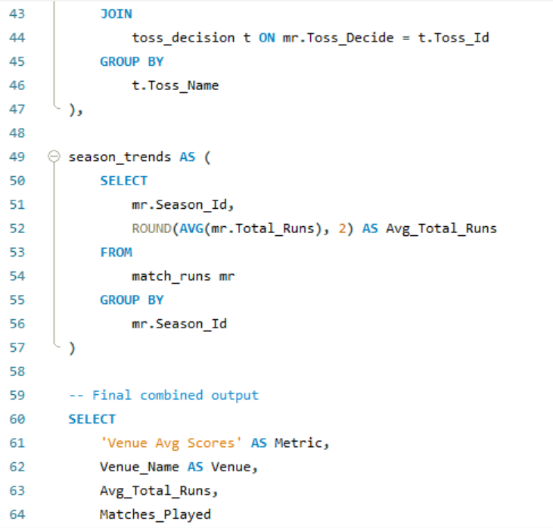 43 JOIN
44 toss_decision t ON mr.Toss_Decide = t.Toss_Id
45 GROUP BY
46 t.Toss_Name
47 ),
48
49 season_trends AS (
50 SELECT
51 mr.Season_Id,
52 ROUND(AVG(mr.Total_Runs), 2) AS Avg_Total_Runs
53 FROM
54 match_runs mr
55 GROUP BY
56 mr.Season_Id
57 )
58
59 -- Final combined output
60 SELECT
61 'Venue Avg Scores' AS Metric,
62 Venue_Name AS Venue,
63 Avg_Total_Runs,
64 Matches_Played